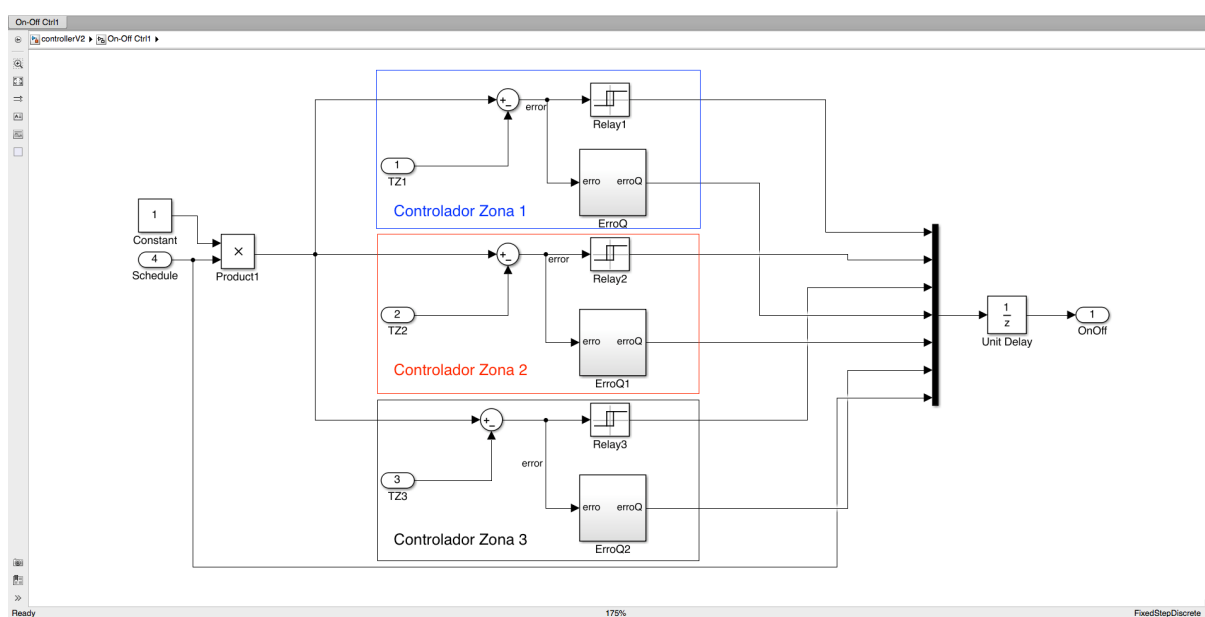 On-Off Ctrl1
controllerV2 ▶ On-Off Ctrl1 ▶
error
Relay1
1
TZ1
erro erroQ
ErroQ
Controlador Zona 1
1
Constant
4
Schedule
×
Product1
error
Relay2
2
TZ2
erro erroQ
ErroQ1
Controlador Zona 2
1
z
Unit Delay
1
OnOff
Relay3
error
3
TZ3
erro erroQ
ErroQ2
Controlador Zona 3
Ready 175% FixedStepDiscrete